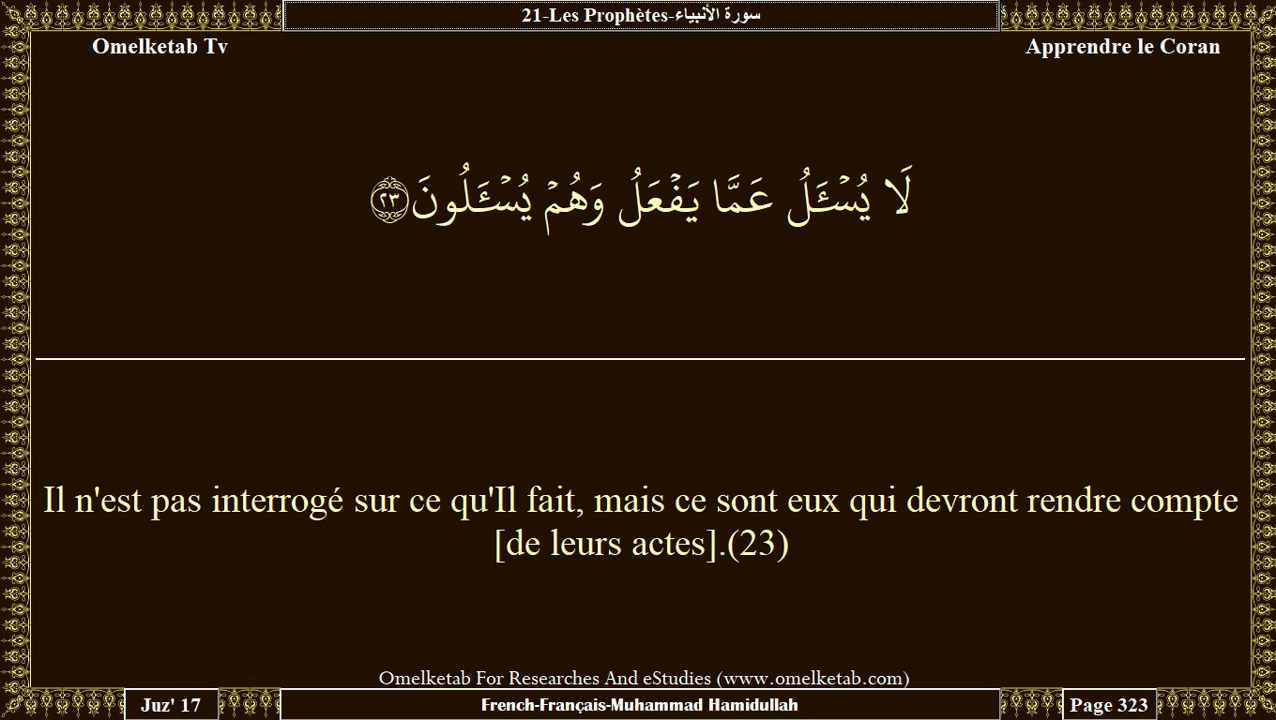 21-Les Prophètes-سورة الأنبياء
Omelketab Tv
Apprendre le Coran
لَا يُسْـَٔلُ عَمَّا يَفْعَلُ وَهُمْ يُسْـَٔلُونَ ٢٣
Il n'est pas interrogé sur ce qu'Il fait, mais ce sont eux qui devront rendre compte
[de leurs actes].(23)
Omelketab For Researches And eStudies (www.omelketab.com)
Juz' 17
French-Français-Muhammad Hamidullah
Page 323